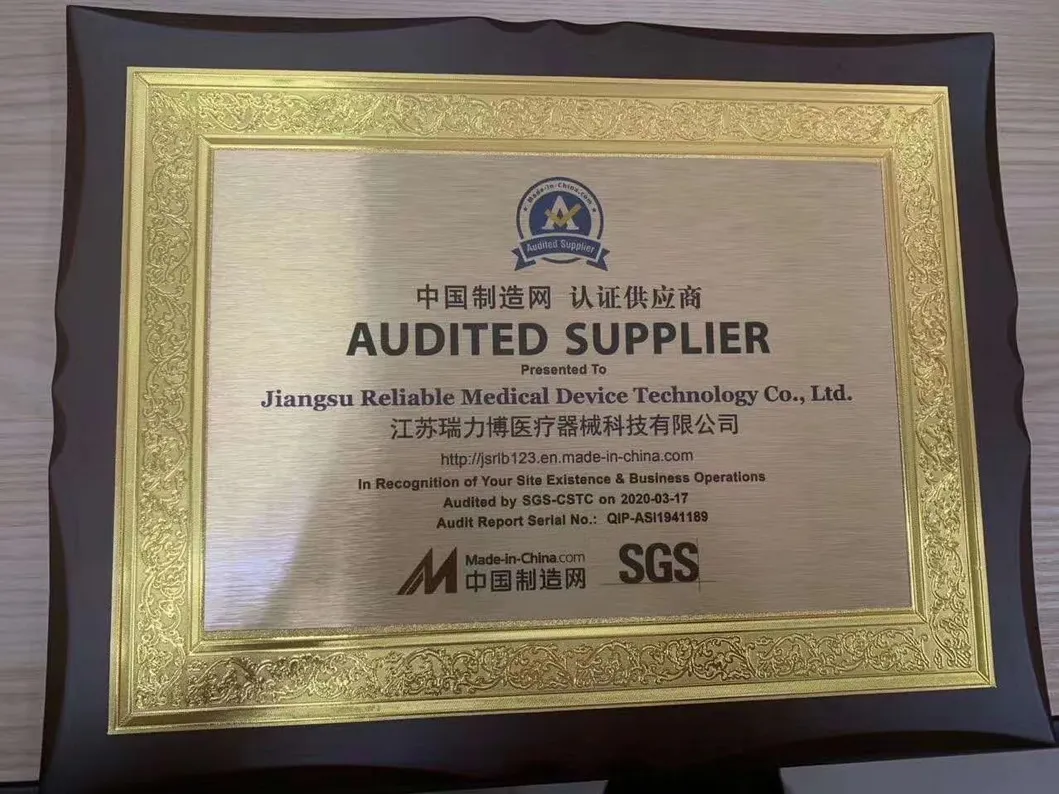 Made-in-China.com
Audited Supplier
中国制造网 认证供应商
AUDITED SUPPLIER
Presented To
Jiangsu Reliable Medical Device Technology Co., Ltd.
江苏瑞力博医疗器械科技有限公司
http://jsrlb123.en.made-in-china.com
In Recognition of Your Site Existence & Business Operations
Audited by SGS-CSTC on 2020-03-17
Audit Report Serial No.: QIP-ASI1941189
Made-in-China.com
中国制造网
SGS